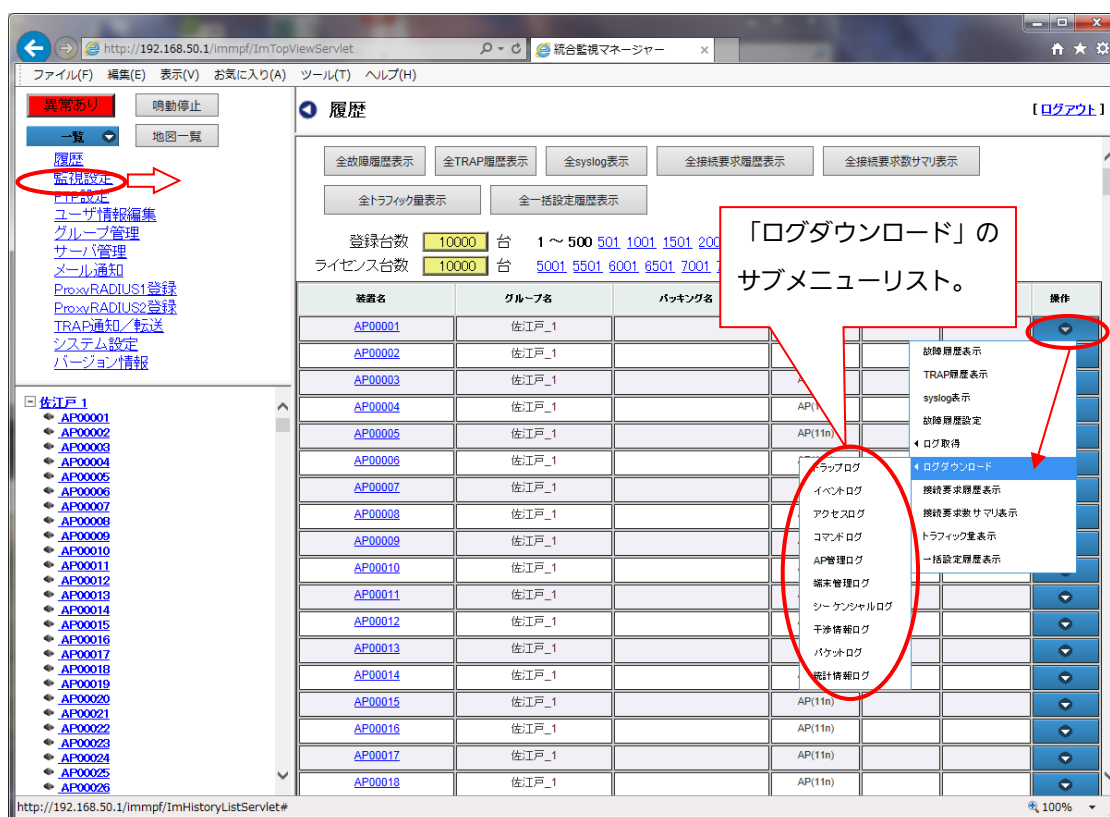 http://192.168.50.1/immpf/ImTopViewServlet
統合監視マネージャー
ファイル(F) 編集(E) 表示(V) お気に入り(A) ツール(T) ヘルプ(H)
異常あり
鳴動停止
一覧
地図一覧
履歴
監視設定
FTP設定
ユーザ情報編集
グループ管理
サーバ管理
メール通知
ProxyRADIUS1登録
ProxyRADIUS2登録
TRAP通知／転送
システム設定
バージョン情報
佐江戸_1
AP00001
AP00002
AP00003
AP00004
AP00005
AP00006
AP00007
AP00008
AP00009
AP00010
AP00011
AP00012
AP00013
AP00014
AP00015
AP00016
AP00017
AP00018
AP00019
AP00020
AP00021
AP00022
AP00023
AP00024
AP00025
AP00026
履歴
[ログアウト]
全故障履歴表示 全TRAP履歴表示 全syslog表示 全接続要求履歴表示 全接続要求数サマリ表示
全トラフィック量表示 全一括設定履歴表示
登録台数 10000 台 1 ～ 500 501 1001 1501
ライセンス台数 10000 台 5001 5501 6001 6501 7001
「ログダウンロード」の
サブメニューリスト。
装置名 グループ名 パッキング名 操作
AP00001 佐江戸_1
AP00002 佐江戸_1
AP00003 佐江戸_1
AP00004 佐江戸_1
AP00005 佐江戸_1 AP(11n)
AP00006 佐江戸_1
AP00007 佐江戸_1
AP00008 佐江戸_1
AP00009 佐江戸_1
AP00010 佐江戸_1
AP00011 佐江戸_1
AP00012 佐江戸_1
AP00013 佐江戸_1
AP00014 佐江戸_1
AP00015 佐江戸_1 AP(11n)
AP00016 佐江戸_1 AP(11n)
AP00017 佐江戸_1 AP(11n)
AP00018 佐江戸_1 AP(11n)
故障履歴表示
TRAP履歴表示
syslog表示
故障履歴設定
ログ取得
ログダウンロード
接続要求履歴表示
接続要求数サマリ表示
トラフィック量表示
一括設定履歴表示
トラップログ
イベントログ
アクセスログ
コマンドログ
AP管理ログ
端末管理ログ
シーケンシャルログ
干渉情報ログ
パケットログ
統計情報ログ
http://192.168.50.1/immpf/ImHistoryListServlet#
100%